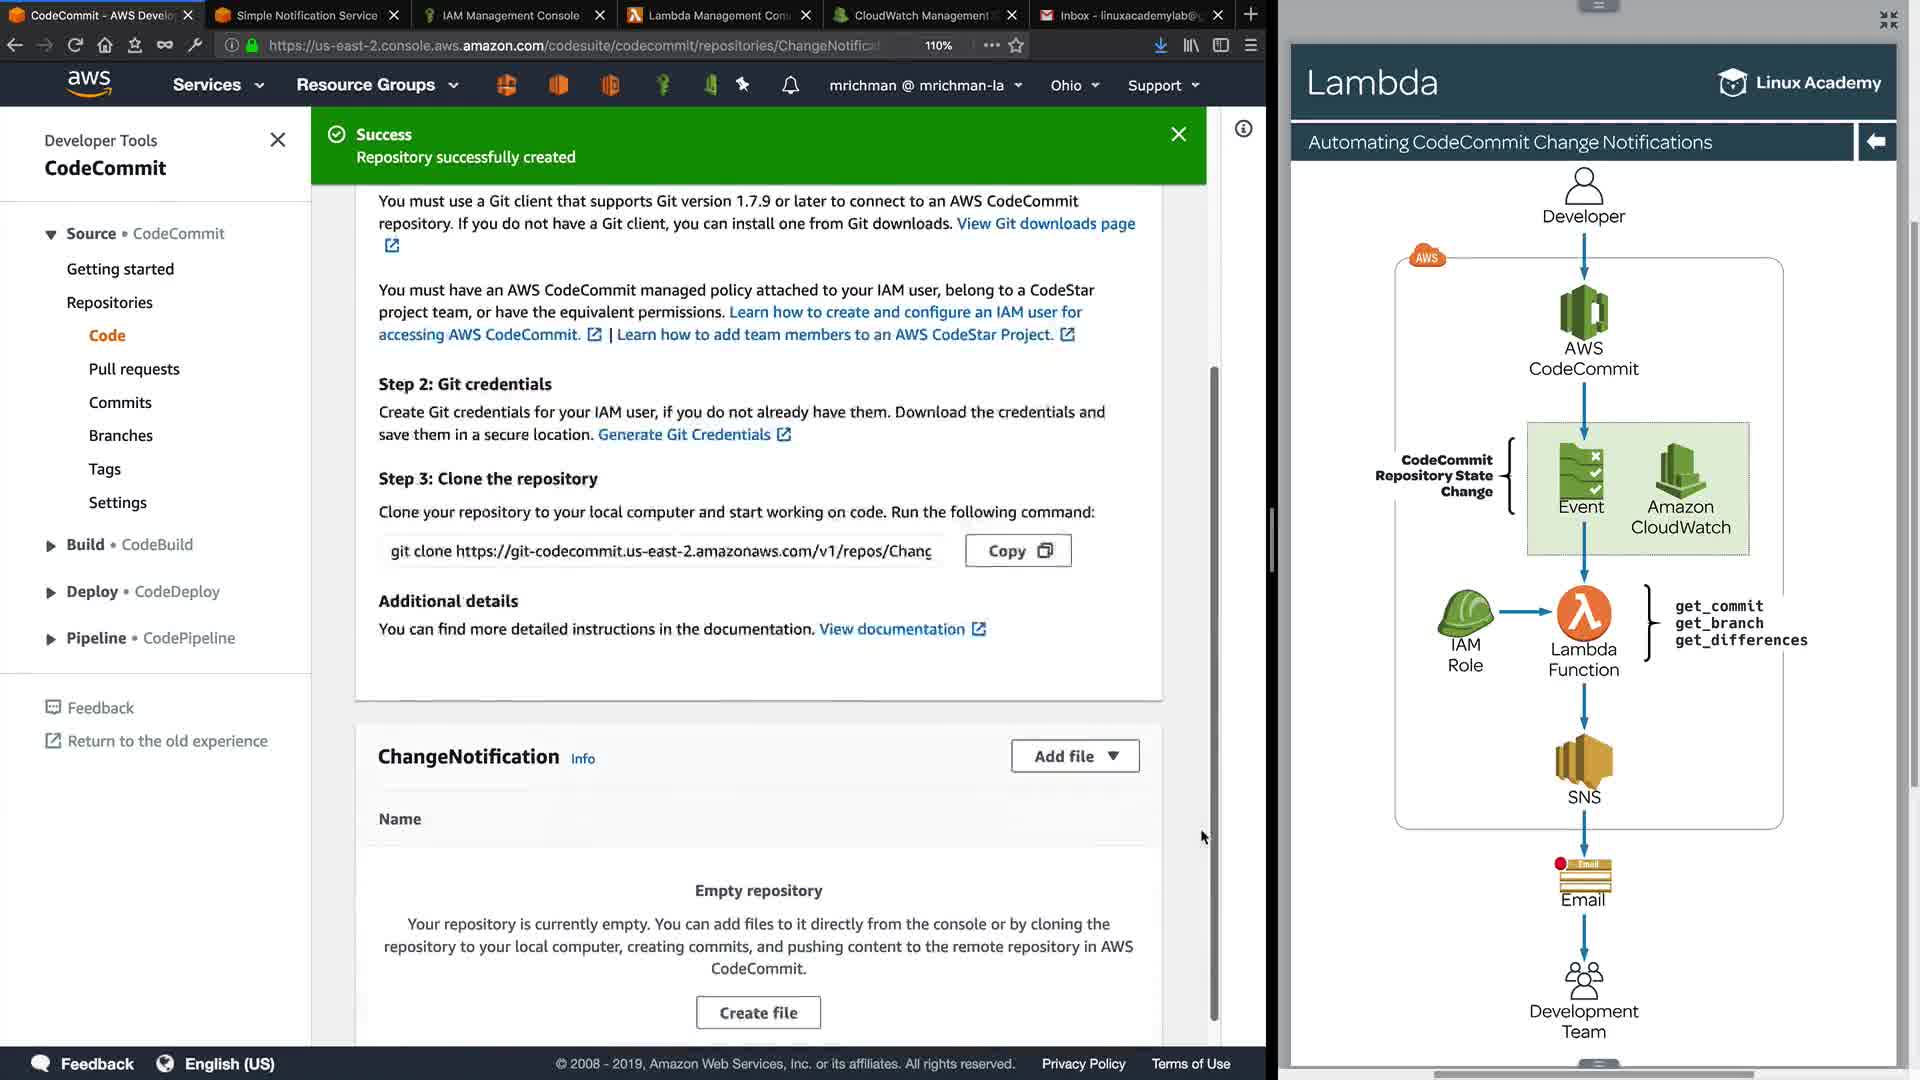 CodeCommit - AWS Develo
Simple Notification Service
IAM Management Console
Lambda Management Con
CloudWatch Management
Inbox - linuxacademylab@
https://us-east-2.console.aws.amazon.com/codesuite/codecommit/repositories/ChangeNotifica
110%
aws
Services
Resource Groups
mrichman @ mrichman-la
Ohio
Support
Developer Tools
CodeCommit
Source • CodeCommit
Getting started
Repositories
Code
Pull requests
Commits
Branches
Tags
Settings
Build • CodeBuild
Deploy • CodeDeploy
Pipeline • CodePipeline
Feedback
Return to the old experience
Success
Repository successfully created
You must use a Git client that supports Git version 1.7.9 or later to connect to an AWS CodeCommit
repository. If you do not have a Git client, you can install one from Git downloads. View Git downloads page
You must have an AWS CodeCommit managed policy attached to your IAM user, belong to a CodeStar
project team, or have the equivalent permissions. Learn how to create and configure an IAM user for
accessing AWS CodeCommit. | Learn how to add team members to an AWS CodeStar Project.
Step 2: Git credentials
Create Git credentials for your IAM user, if you do not already have them. Download the credentials and
save them in a secure location. Generate Git Credentials
Step 3: Clone the repository
Clone your repository to your local computer and start working on code. Run the following command:
git clone https://git-codecommit.us-east-2.amazonaws.com/v1/repos/Chang
Copy
Additional details
You can find more detailed instructions in the documentation. View documentation
ChangeNotification Info
Add file
Name
Empty repository
Your repository is currently empty. You can add files to it directly from the console or by cloning the
repository to your local computer, creating commits, and pushing content to the remote repository in AWS
CodeCommit.
Create file
Feedback
English (US)
© 2008 - 2019, Amazon Web Services, Inc. or its affiliates. All rights reserved.
Privacy Policy
Terms of Use
Lambda
Linux Academy
Automating CodeCommit Change Notifications
Developer
AWS
AWS
CodeCommit
CodeCommit
Repository State
Change
Event
Amazon
CloudWatch
IAM
Role
Lambda
Function
get_commit
get_branch
get_differences
SNS
Email
Email
Development
Team